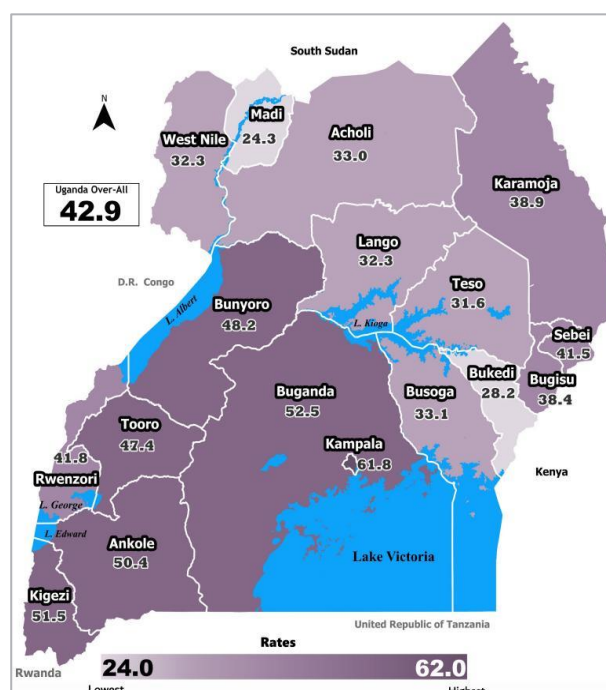 South Sudan
N
Madi
24.3
West Nile
32.3
Acholi
33.0
Karamoja
38.9
Uganda Over-All
42.9
Lango
32.3
D.R. Congo
L. Albert
Teso
31.6
Bunyoro
48.2
L. Kioga
Sebei
41.5
Bukedi
28.2
Bugisu
38.4
Buganda
52.5
Busoga
33.1
Tooro
47.4
Kampala
61.8
41.8
Rwenzori
Kenya
L. George
L. Edward
Ankole
50.4
Lake Victoria
Kigezi
51.5
United Republic of Tanzania
Rates
Rwanda
24.0
62.0
Lowest
Highest